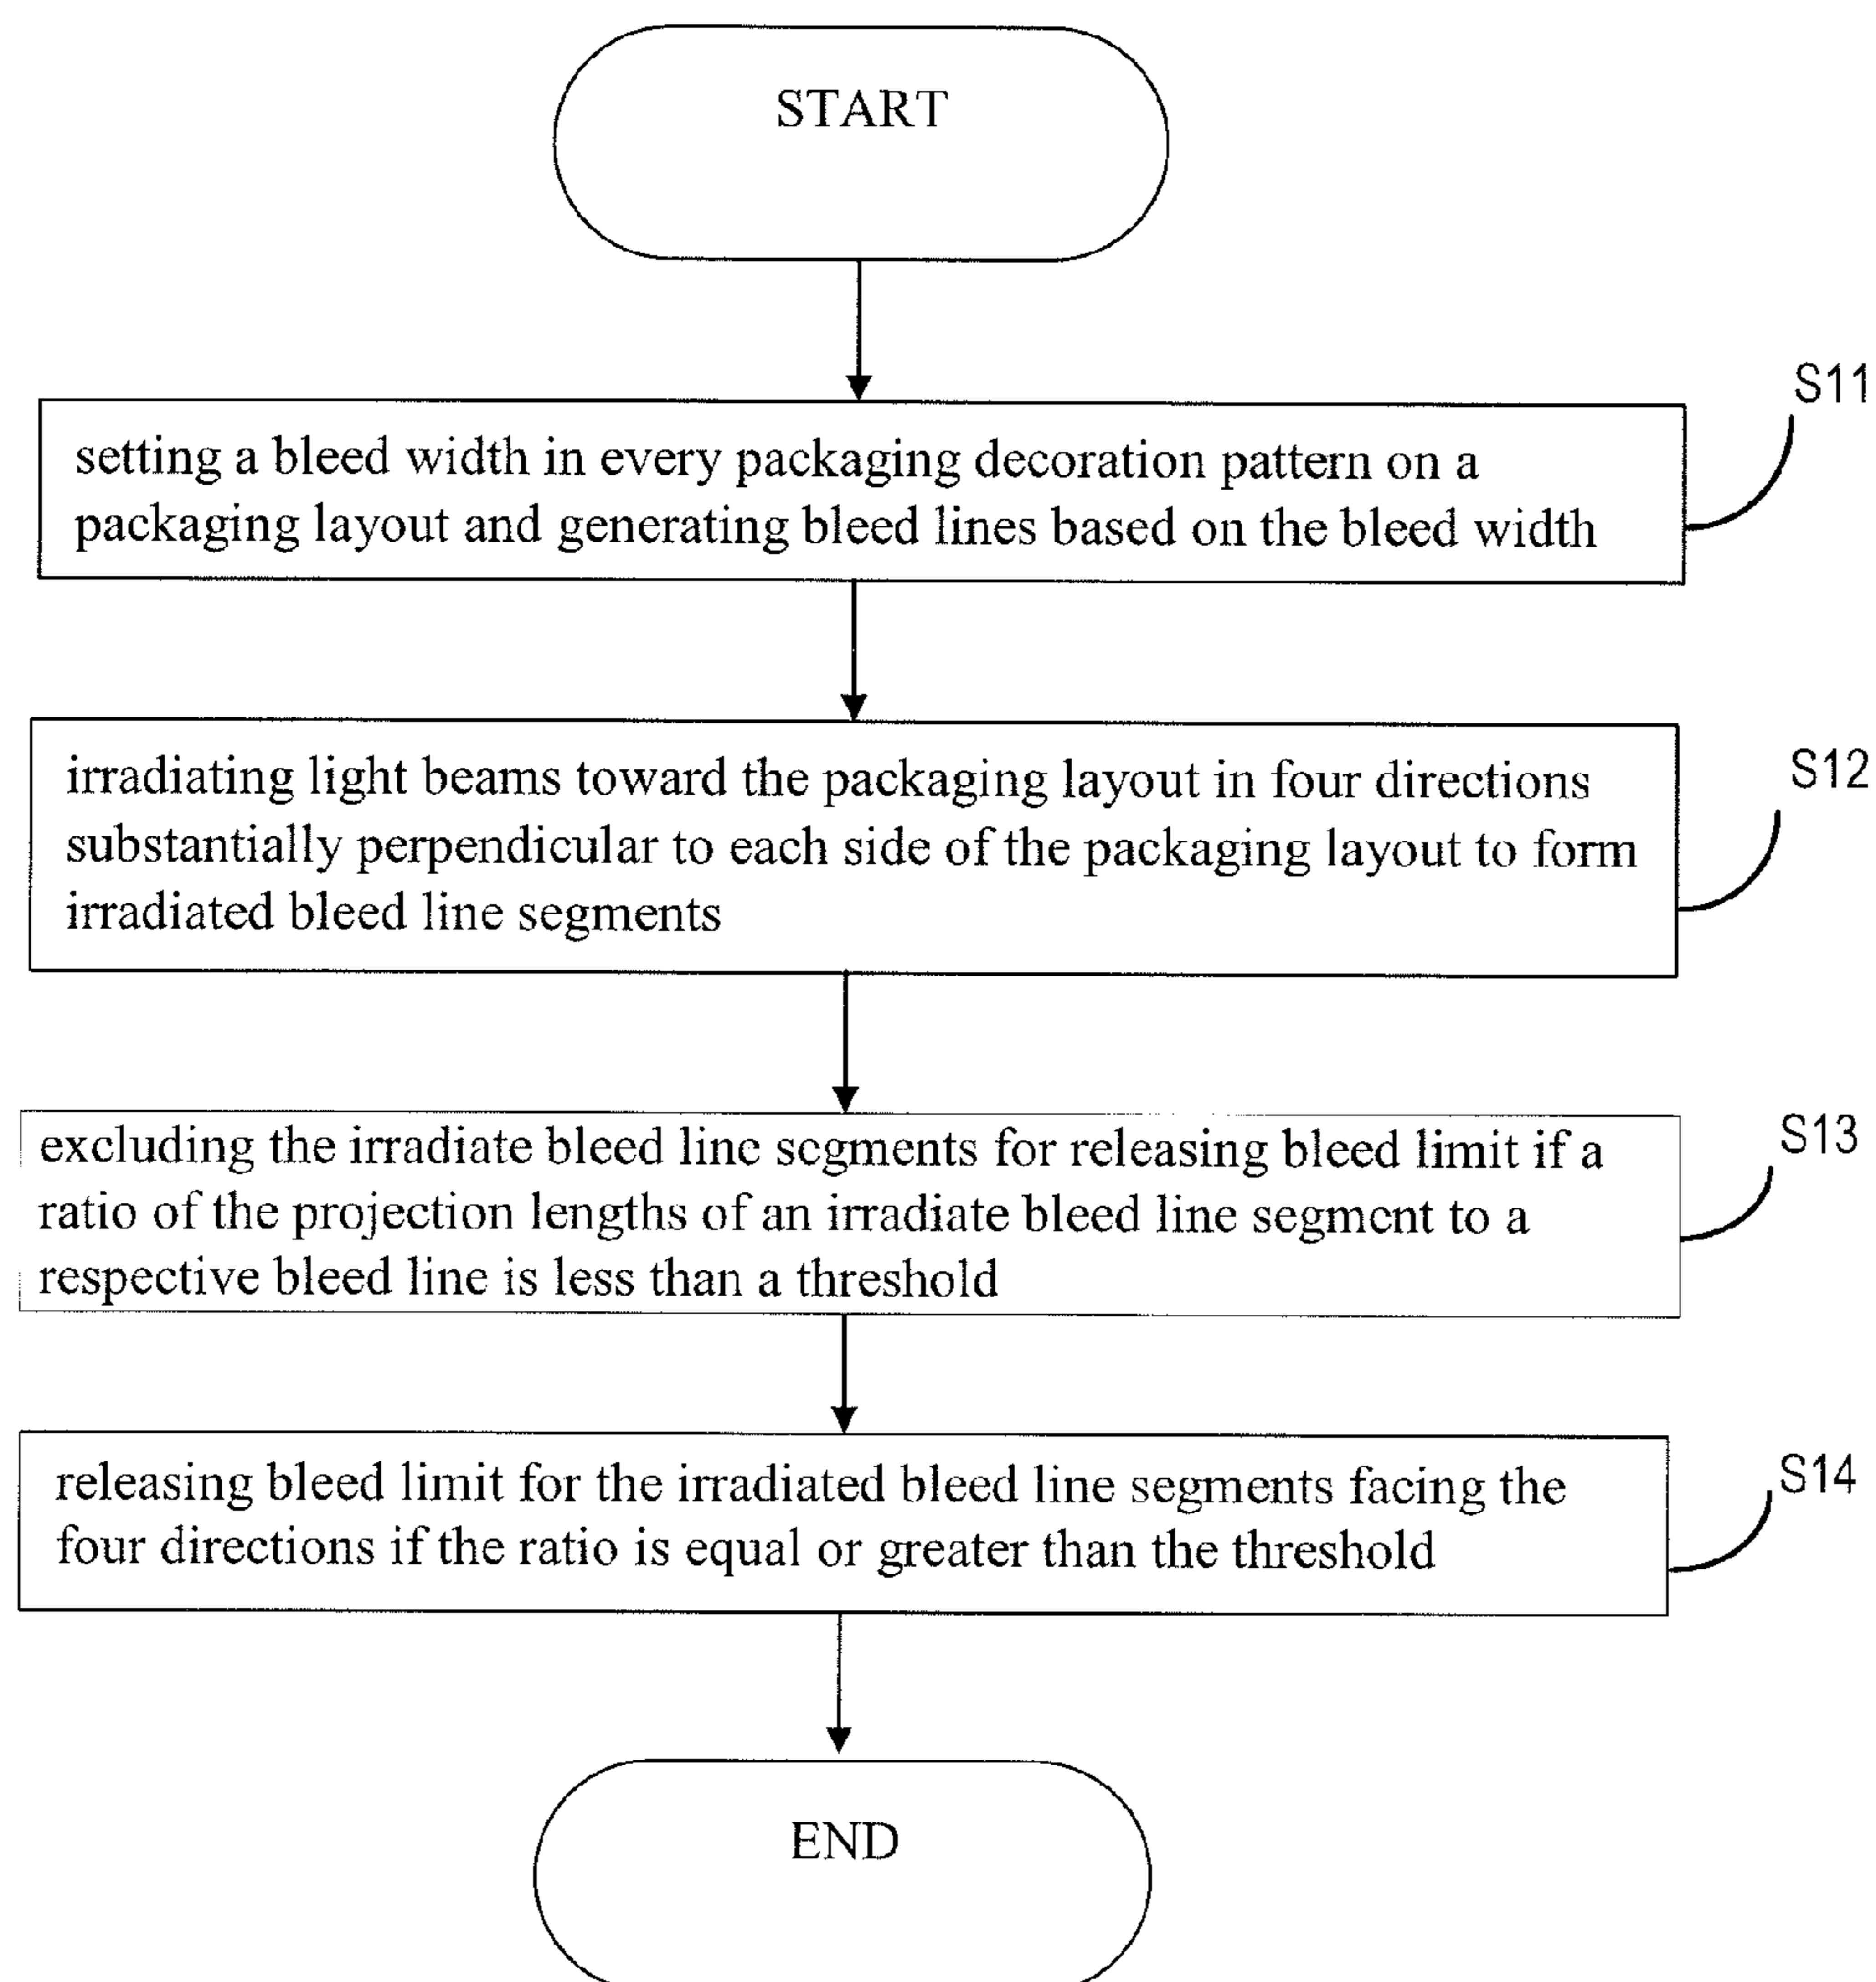 START
S11
setting a bleed width in every packaging decoration pattern on a
packaging layout and generating bleed lines based on the bleed width
S12
irradiating light beams toward the packaging layout in four directions
substantially perpendicular to each side of the packaging layout to form
irradiated bleed line segments
S13
excluding the irradiate bleed line segments for releasing bleed limit if a
ratio of the projection lengths of an irradiate bleed line segment to a
respective bleed line is less than a threshold
S14
releasing bleed limit for the irradiated bleed line segments facing the
four directions if the ratio is equal or greater than the threshold
END